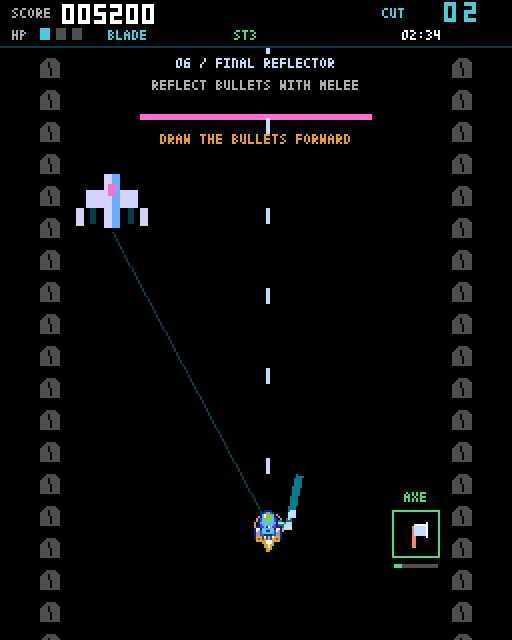 SCORE 005200 CUT 02
HP BLADE ST3 02:34
06 / FINAL REFLECTOR
REFLECT BULLETS WITH MELEE
DRAW THE BULLETS FORWARD
AXE